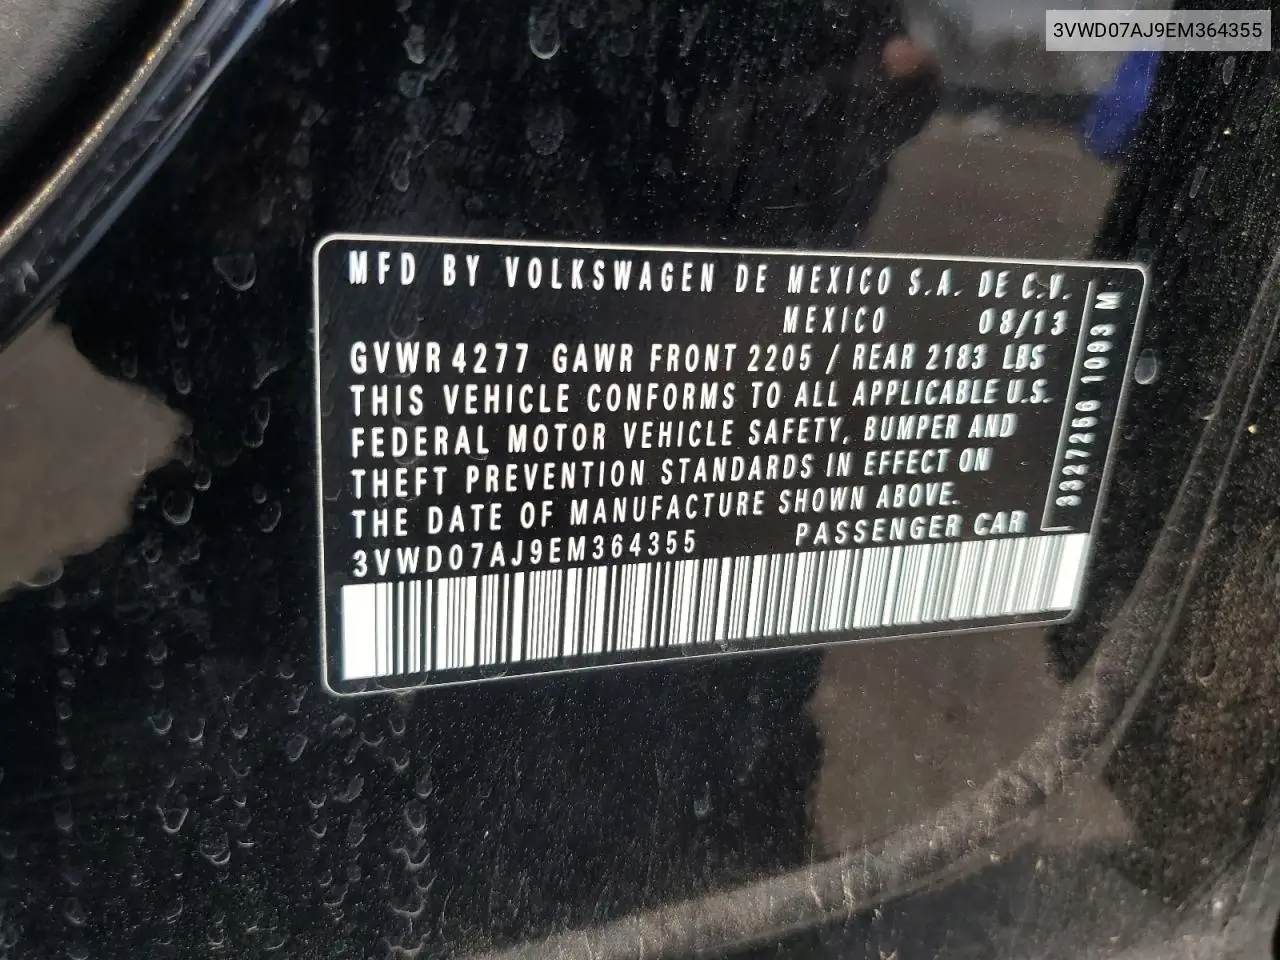 3VWD07AJ9EM364355
MFD BY VOLKSWAGEN DE MEXICO S.A. DE C.V.
MEXICO 08/13
GVWR 4277 GAWR FRONT 2205 / REAR 2183 LBS
THIS VEHICLE CONFORMS TO ALL APPLICABLE U.S.
FEDERAL MOTOR VEHICLE SAFETY, BUMPER AND
THEFT PREVENTION STANDARDS IN EFFECT ON
THE DATE OF MANUFACTURE SHOWN ABOVE.
3VWD07AJ9EM364355 PASSENGER CAR
3327256 1093 M